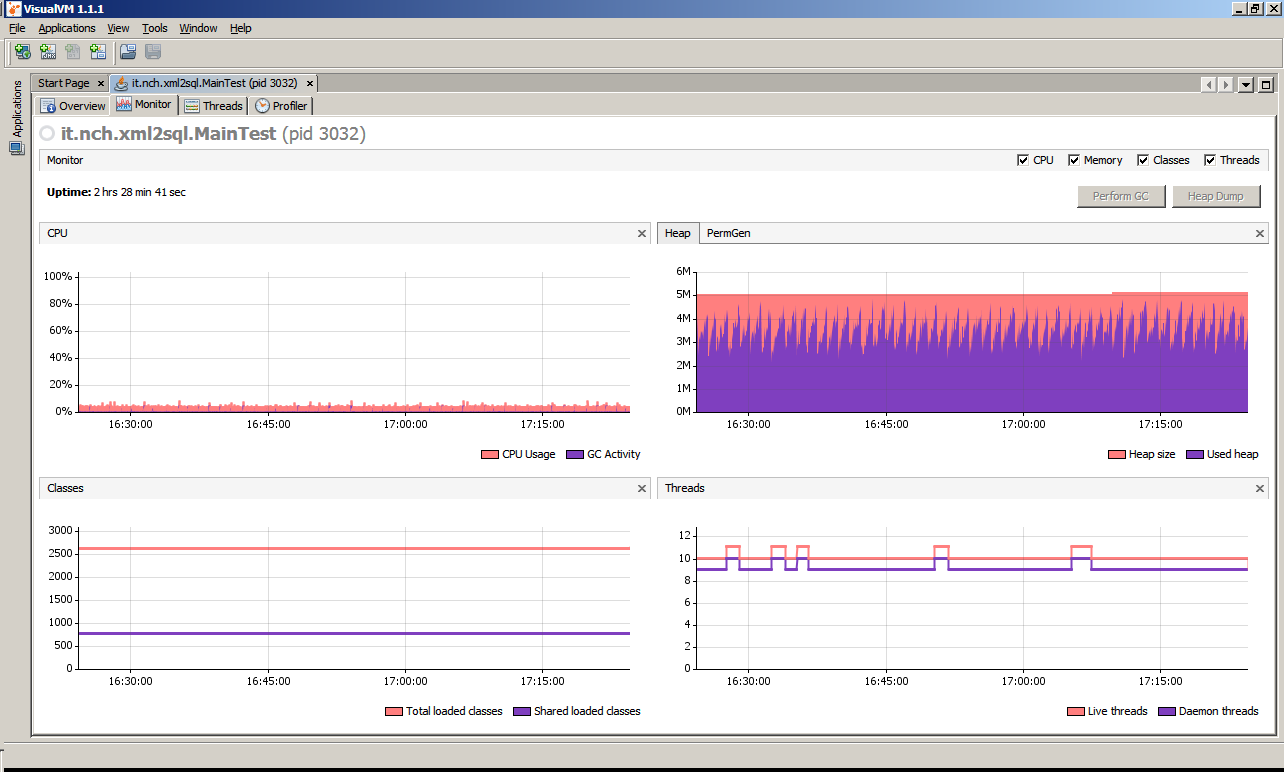 VisualVM 1.1.1
File Applications View Tools Window Help
Applications
Start Page it.nch.xml2sql.MainTest (pid 3032)
Overview Monitor Threads Profiler
it.nch.xml2sql.MainTest (pid 3032)
Monitor CPU Memory Classes Threads
Uptime: 2 hrs 28 min 41 sec
Perform GC Heap Dump
CPU
100%
80%
60%
40%
20%
0%
16:30:00 16:45:00 17:00:00 17:15:00
CPU Usage GC Activity
Heap PermGen
6M
5M
4M
3M
2M
1M
0M
16:30:00 16:45:00 17:00:00 17:15:00
Heap size Used heap
Classes
3000
2500
2000
1500
1000
500
0
16:30:00 16:45:00 17:00:00 17:15:00
Total loaded classes Shared loaded classes
Threads
12
10
8
6
4
2
0
16:30:00 16:45:00 17:00:00 17:15:00
Live threads Daemon threads